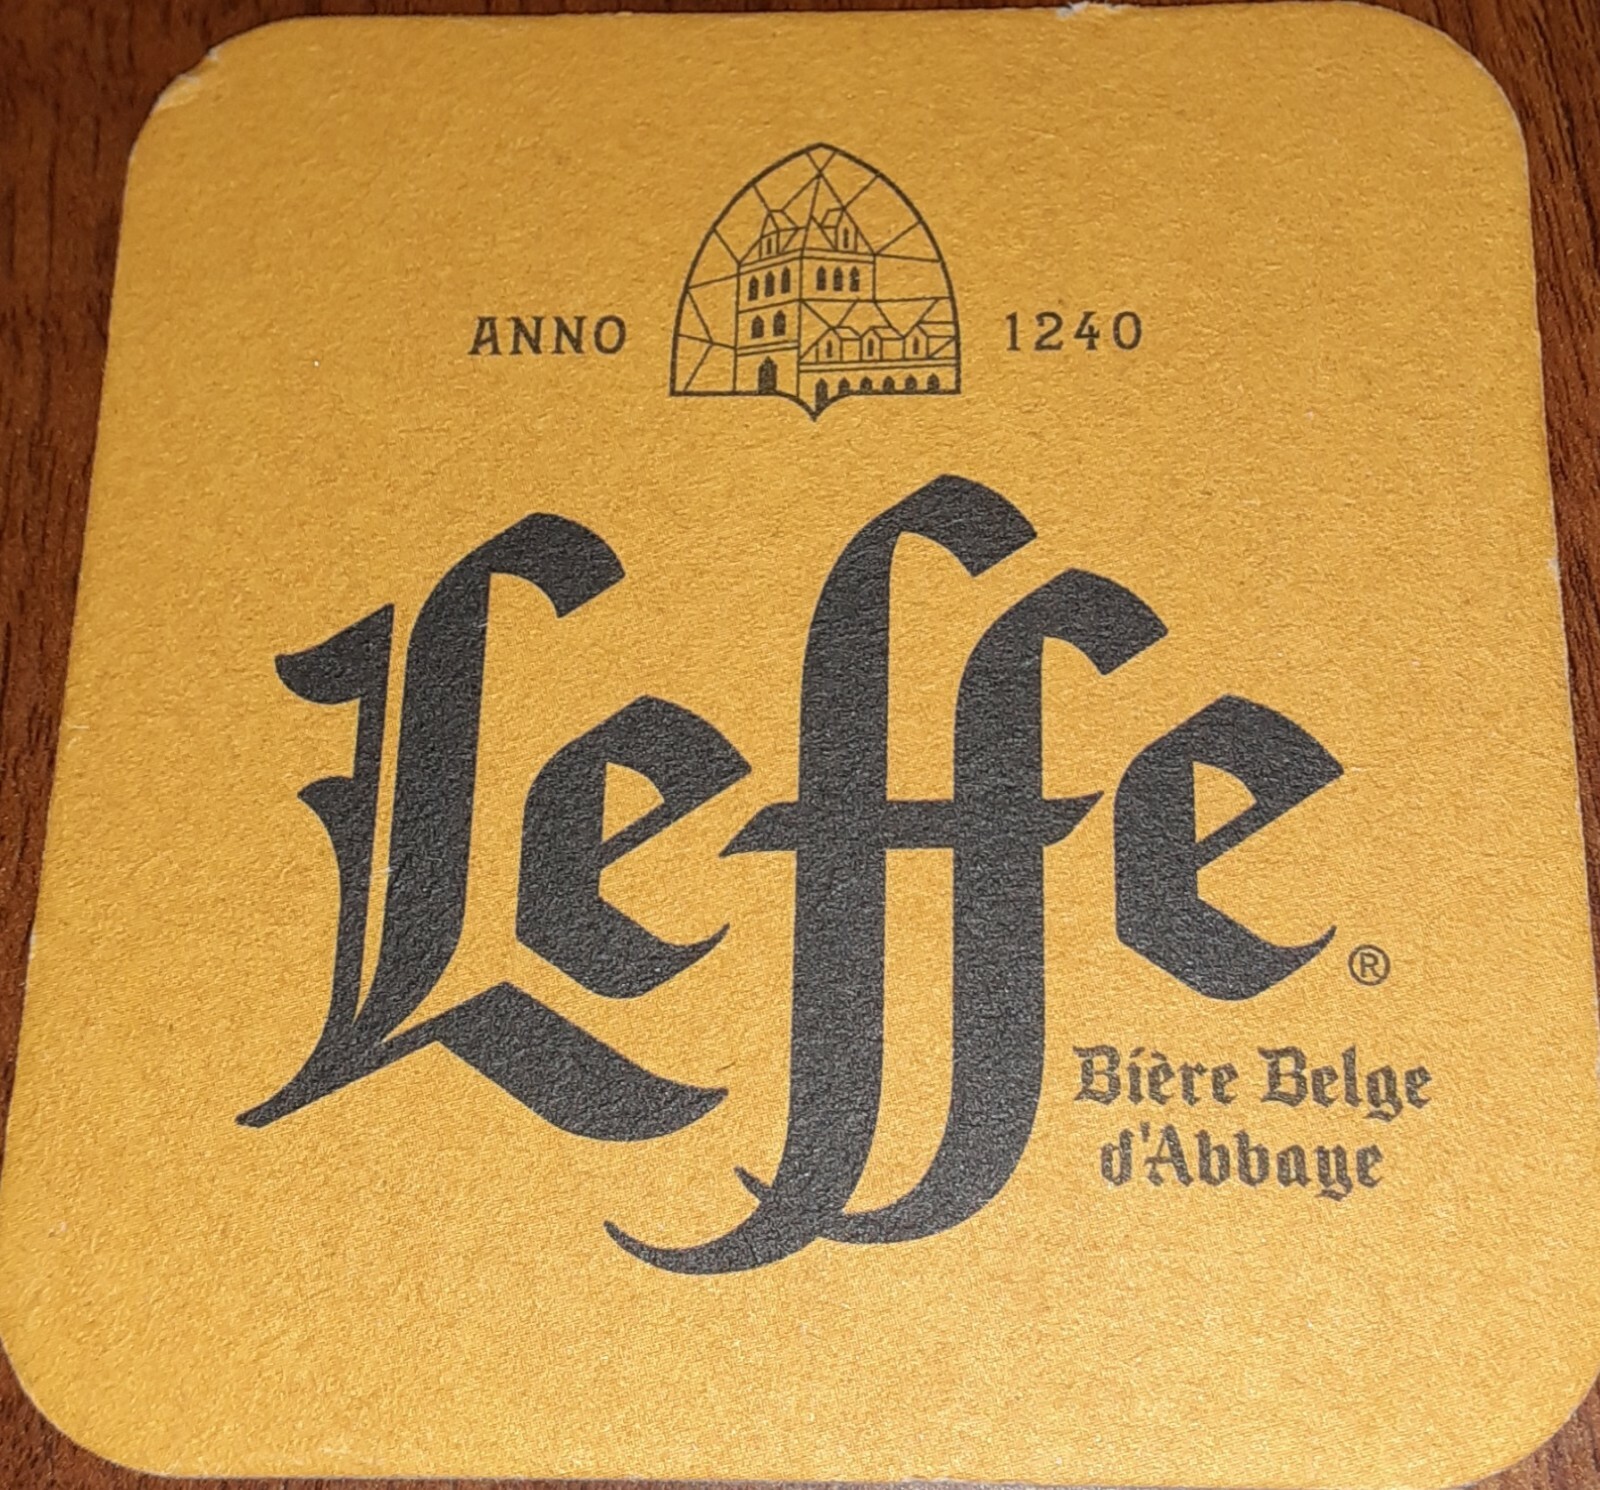 ANNO 1240
Leffe®
Bière Belge
d'Abbaye